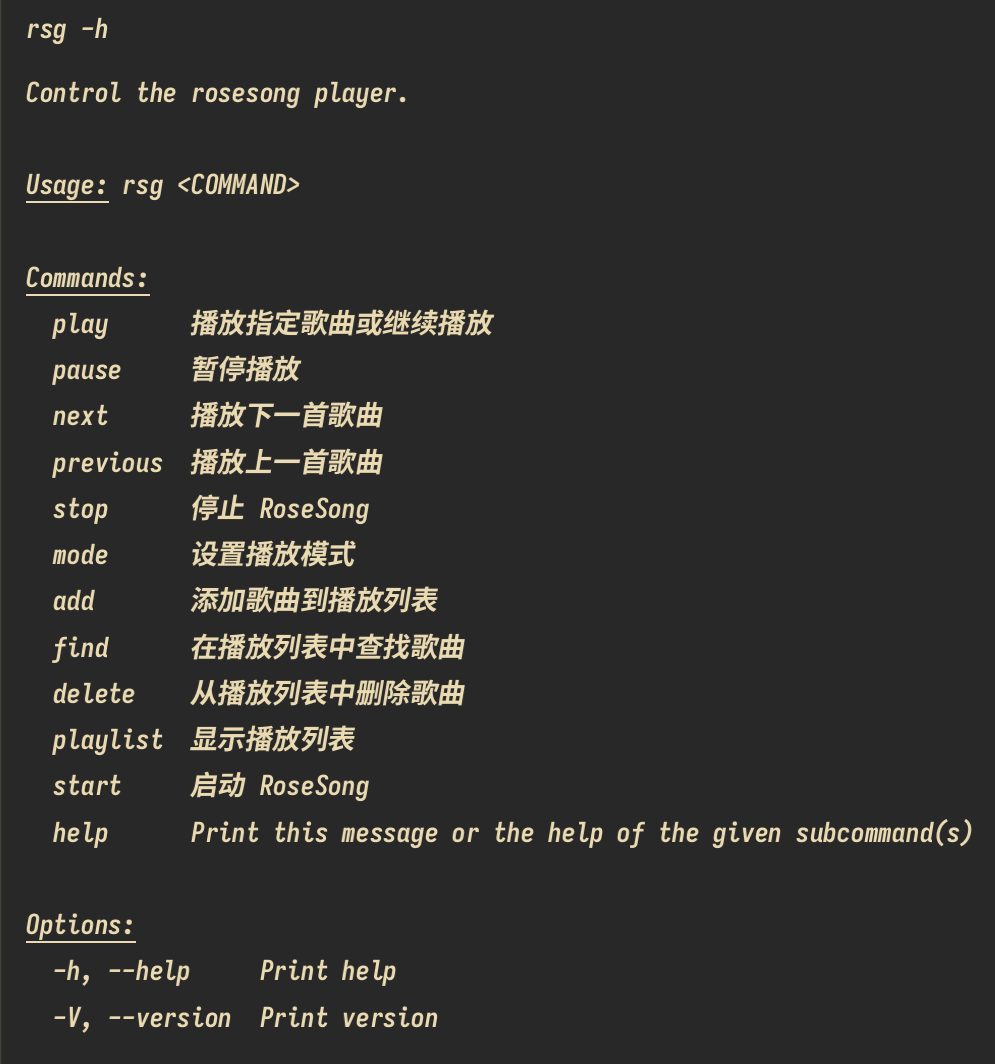 rsg -h
Control the rosesong player.
Usage: rsg <COMMAND>
Commands:
play 播放指定歌曲或继续播放
pause 暂停播放
next 播放下一首歌曲
previous 播放上一首歌曲
stop 停止 RoseSong
mode 设置播放模式
add 添加歌曲到播放列表
find 在播放列表中查找歌曲
delete 从播放列表中删除歌曲
playlist 显示播放列表
start 启动 RoseSong
help Print this message or the help of the given subcommand(s)
Options:
-h, --help Print help
-V, --version Print version